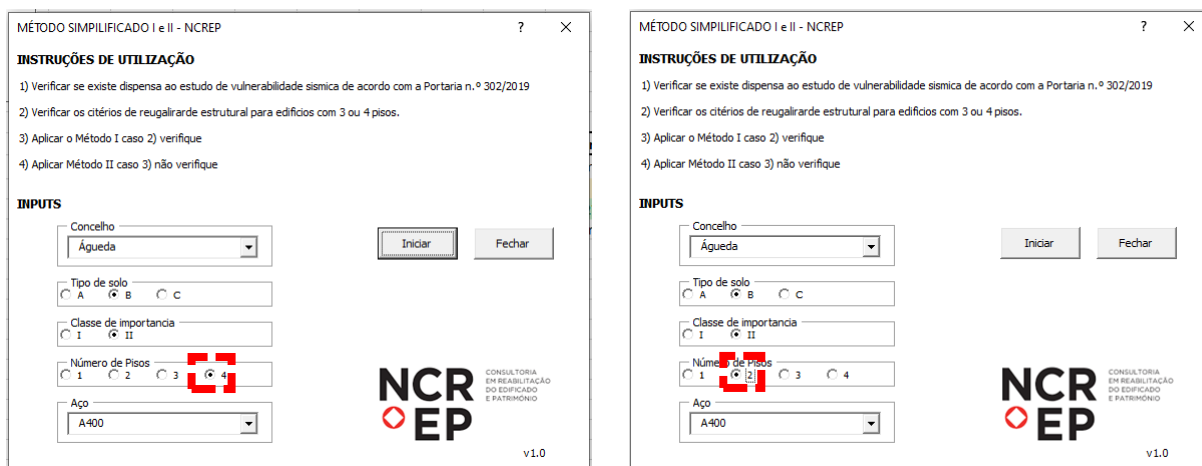 MÉTODO SIMPILIFICADO I e II - NCREP
?
INSTRUÇÕES DE UTILIZAÇÃO
1) Verificar se existe dispensa ao estudo de vulnerabilidade sismica de acordo com a Portaria n.º 302/2019
2) Verificar os citérios de reugalirarde estrutural para edificios com 3 ou 4 pisos.
3) Aplicar o Método I caso 2) verifique
4) Aplicar Método II caso 3) não verifique
INPUTS
Concelho
Águeda
Iniciar
Fechar
Tipo de solo
A B C
Classe de importancia
I II
Número de Pisos
1 2 3 4
Aço
A400
NCR
EP
CONSULTORIA
EM REABILITAÇÃO
DO EDIFICADO
E PATRIMÓNIO
v1.0
MÉTODO SIMPILIFICADO I e II - NCREP
?
INSTRUÇÕES DE UTILIZAÇÃO
1) Verificar se existe dispensa ao estudo de vulnerabilidade sismica de acordo com a Portaria n.º 302/2019
2) Verificar os citérios de reugalirarde estrutural para edificios com 3 ou 4 pisos.
3) Aplicar o Método I caso 2) verifique
4) Aplicar Método II caso 3) não verifique
INPUTS
Concelho
Águeda
Iniciar
Fechar
Tipo de solo
A B C
Classe de importancia
I II
Número de Pisos
1 2 3 4
Aço
A400
NCR
EP
CONSULTORIA
EM REABILITAÇÃO
DO EDIFICADO
E PATRIMÓNIO
v1.0